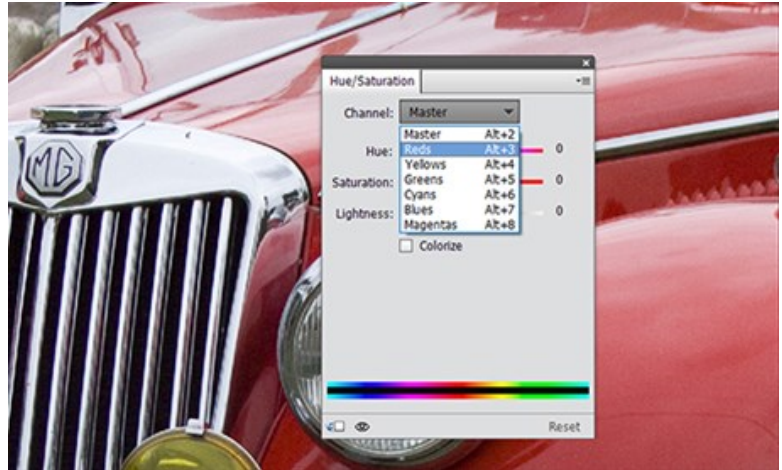 Hue/Saturation
Channel: Master
Master Alt+2
Hue: Reds Alt+3 0
Yellows Alt+4
Saturation: Greens Alt+5 0
Cyans Alt+6
Lightness: Blues Alt+7 0
Magentas Alt+8
Colorize
MG
Reset